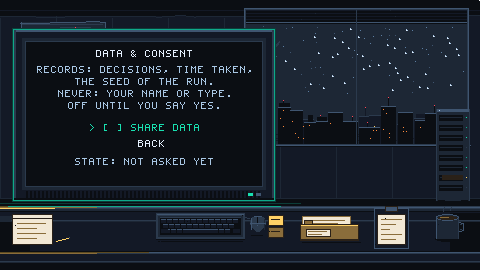 DATA & CONSENT
RECORDS: DECISIONS, TIME TAKEN,
THE SEED OF THE RUN.
NEVER: YOUR NAME OR TYPE.
OFF UNTIL YOU SAY YES.
> [ ] SHARE DATA
BACK
STATE: NOT ASKED YET